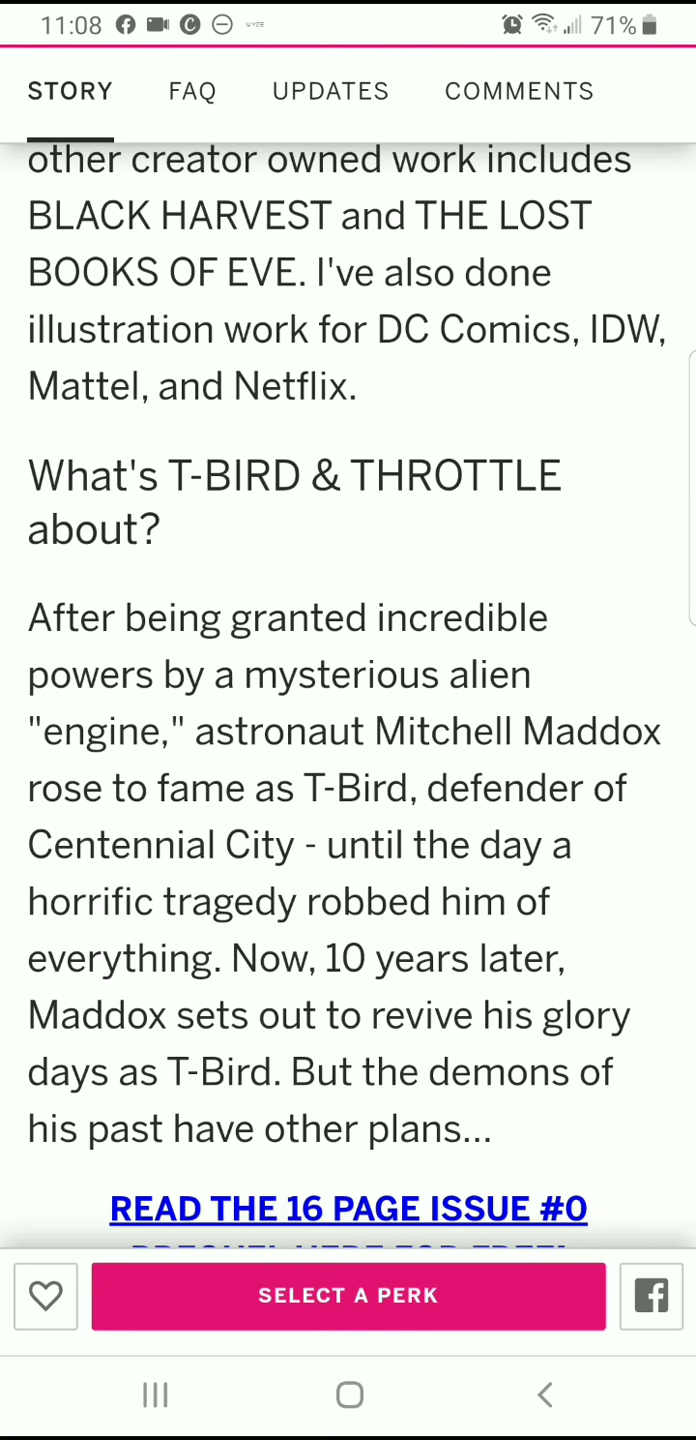 11:08
71%
STORY FAQ UPDATES COMMENTS
other creator owned work includes
BLACK HARVEST and THE LOST
BOOKS OF EVE. I've also done
illustration work for DC Comics, IDW,
Mattel, and Netflix.
What's T-BIRD & THROTTLE
about?
After being granted incredible
powers by a mysterious alien
"engine," astronaut Mitchell Maddox
rose to fame as T-Bird, defender of
Centennial City - until the day a
horrific tragedy robbed him of
everything. Now, 10 years later,
Maddox sets out to revive his glory
days as T-Bird. But the demons of
his past have other plans...
READ THE 16 PAGE ISSUE #0
PREQUEL HERE FOR FREE!
SELECT A PERK